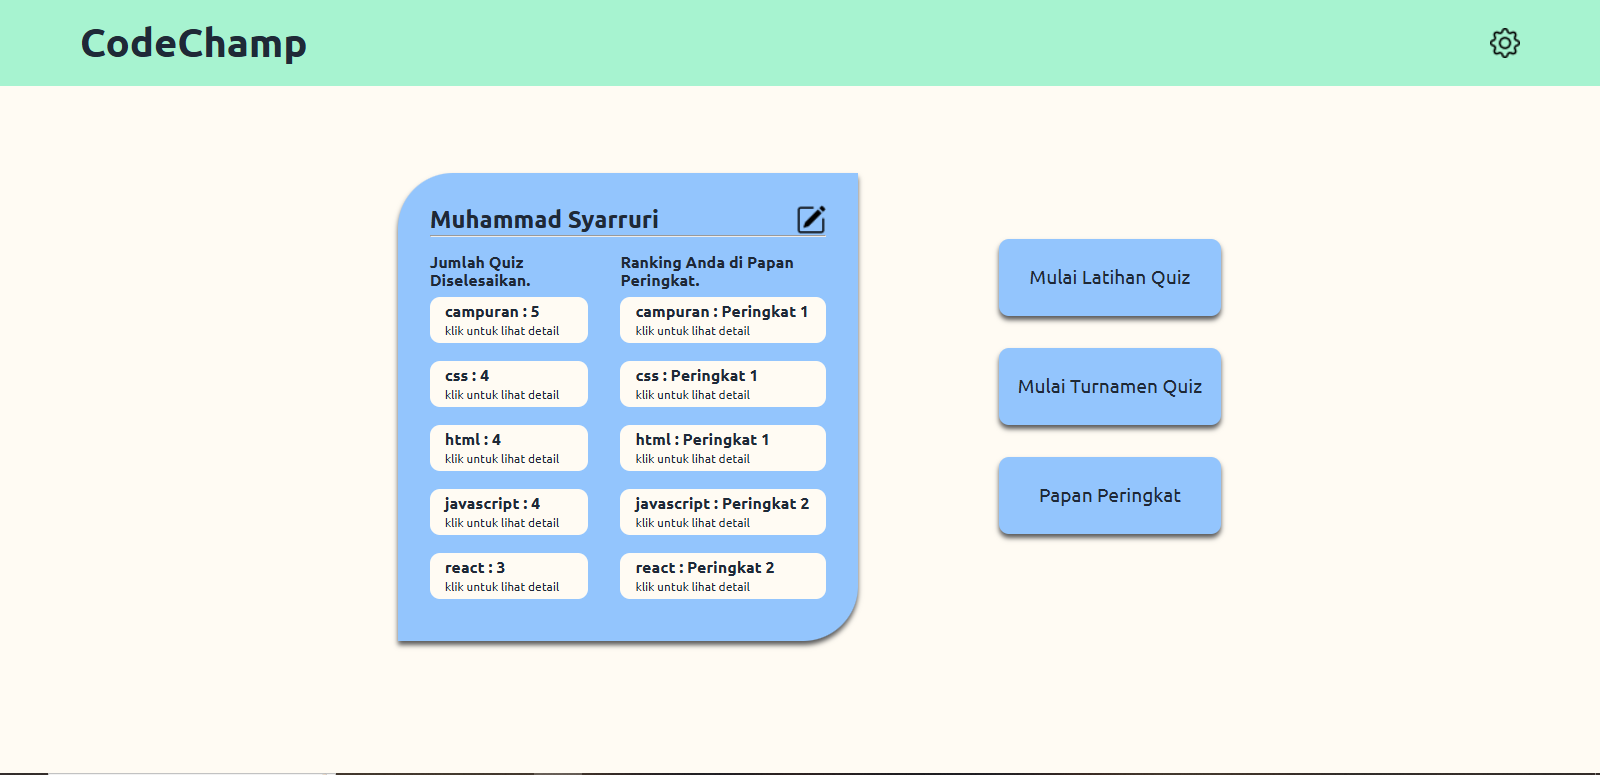 CodeChamp
Muhammad Syarruri
Jumlah Quiz
Diselesaikan.
campuran : 5
klik untuk lihat detail
css : 4
klik untuk lihat detail
html : 4
klik untuk lihat detail
javascript : 4
klik untuk lihat detail
react : 3
klik untuk lihat detail
Ranking Anda di Papan
Peringkat.
campuran : Peringkat 1
klik untuk lihat detail
css : Peringkat 1
klik untuk lihat detail
html : Peringkat 1
klik untuk lihat detail
javascript : Peringkat 2
klik untuk lihat detail
react : Peringkat 2
klik untuk lihat detail
Mulai Latihan Quiz
Mulai Turnamen Quiz
Papan Peringkat